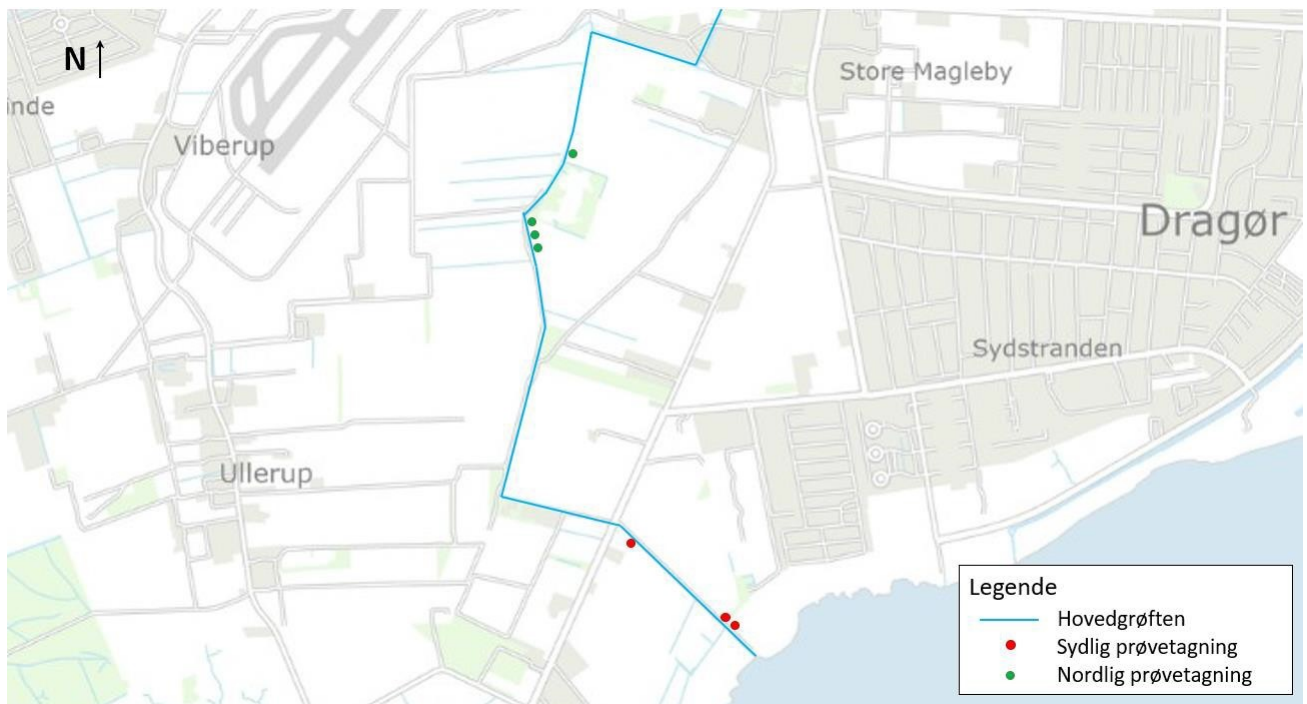 N
Store Magleby
inde
Viberup
Dragør
Sydstranden
Ullerup
Legende
Hovedgrøften
Sydlig prøvetagning
Nordlig prøvetagning